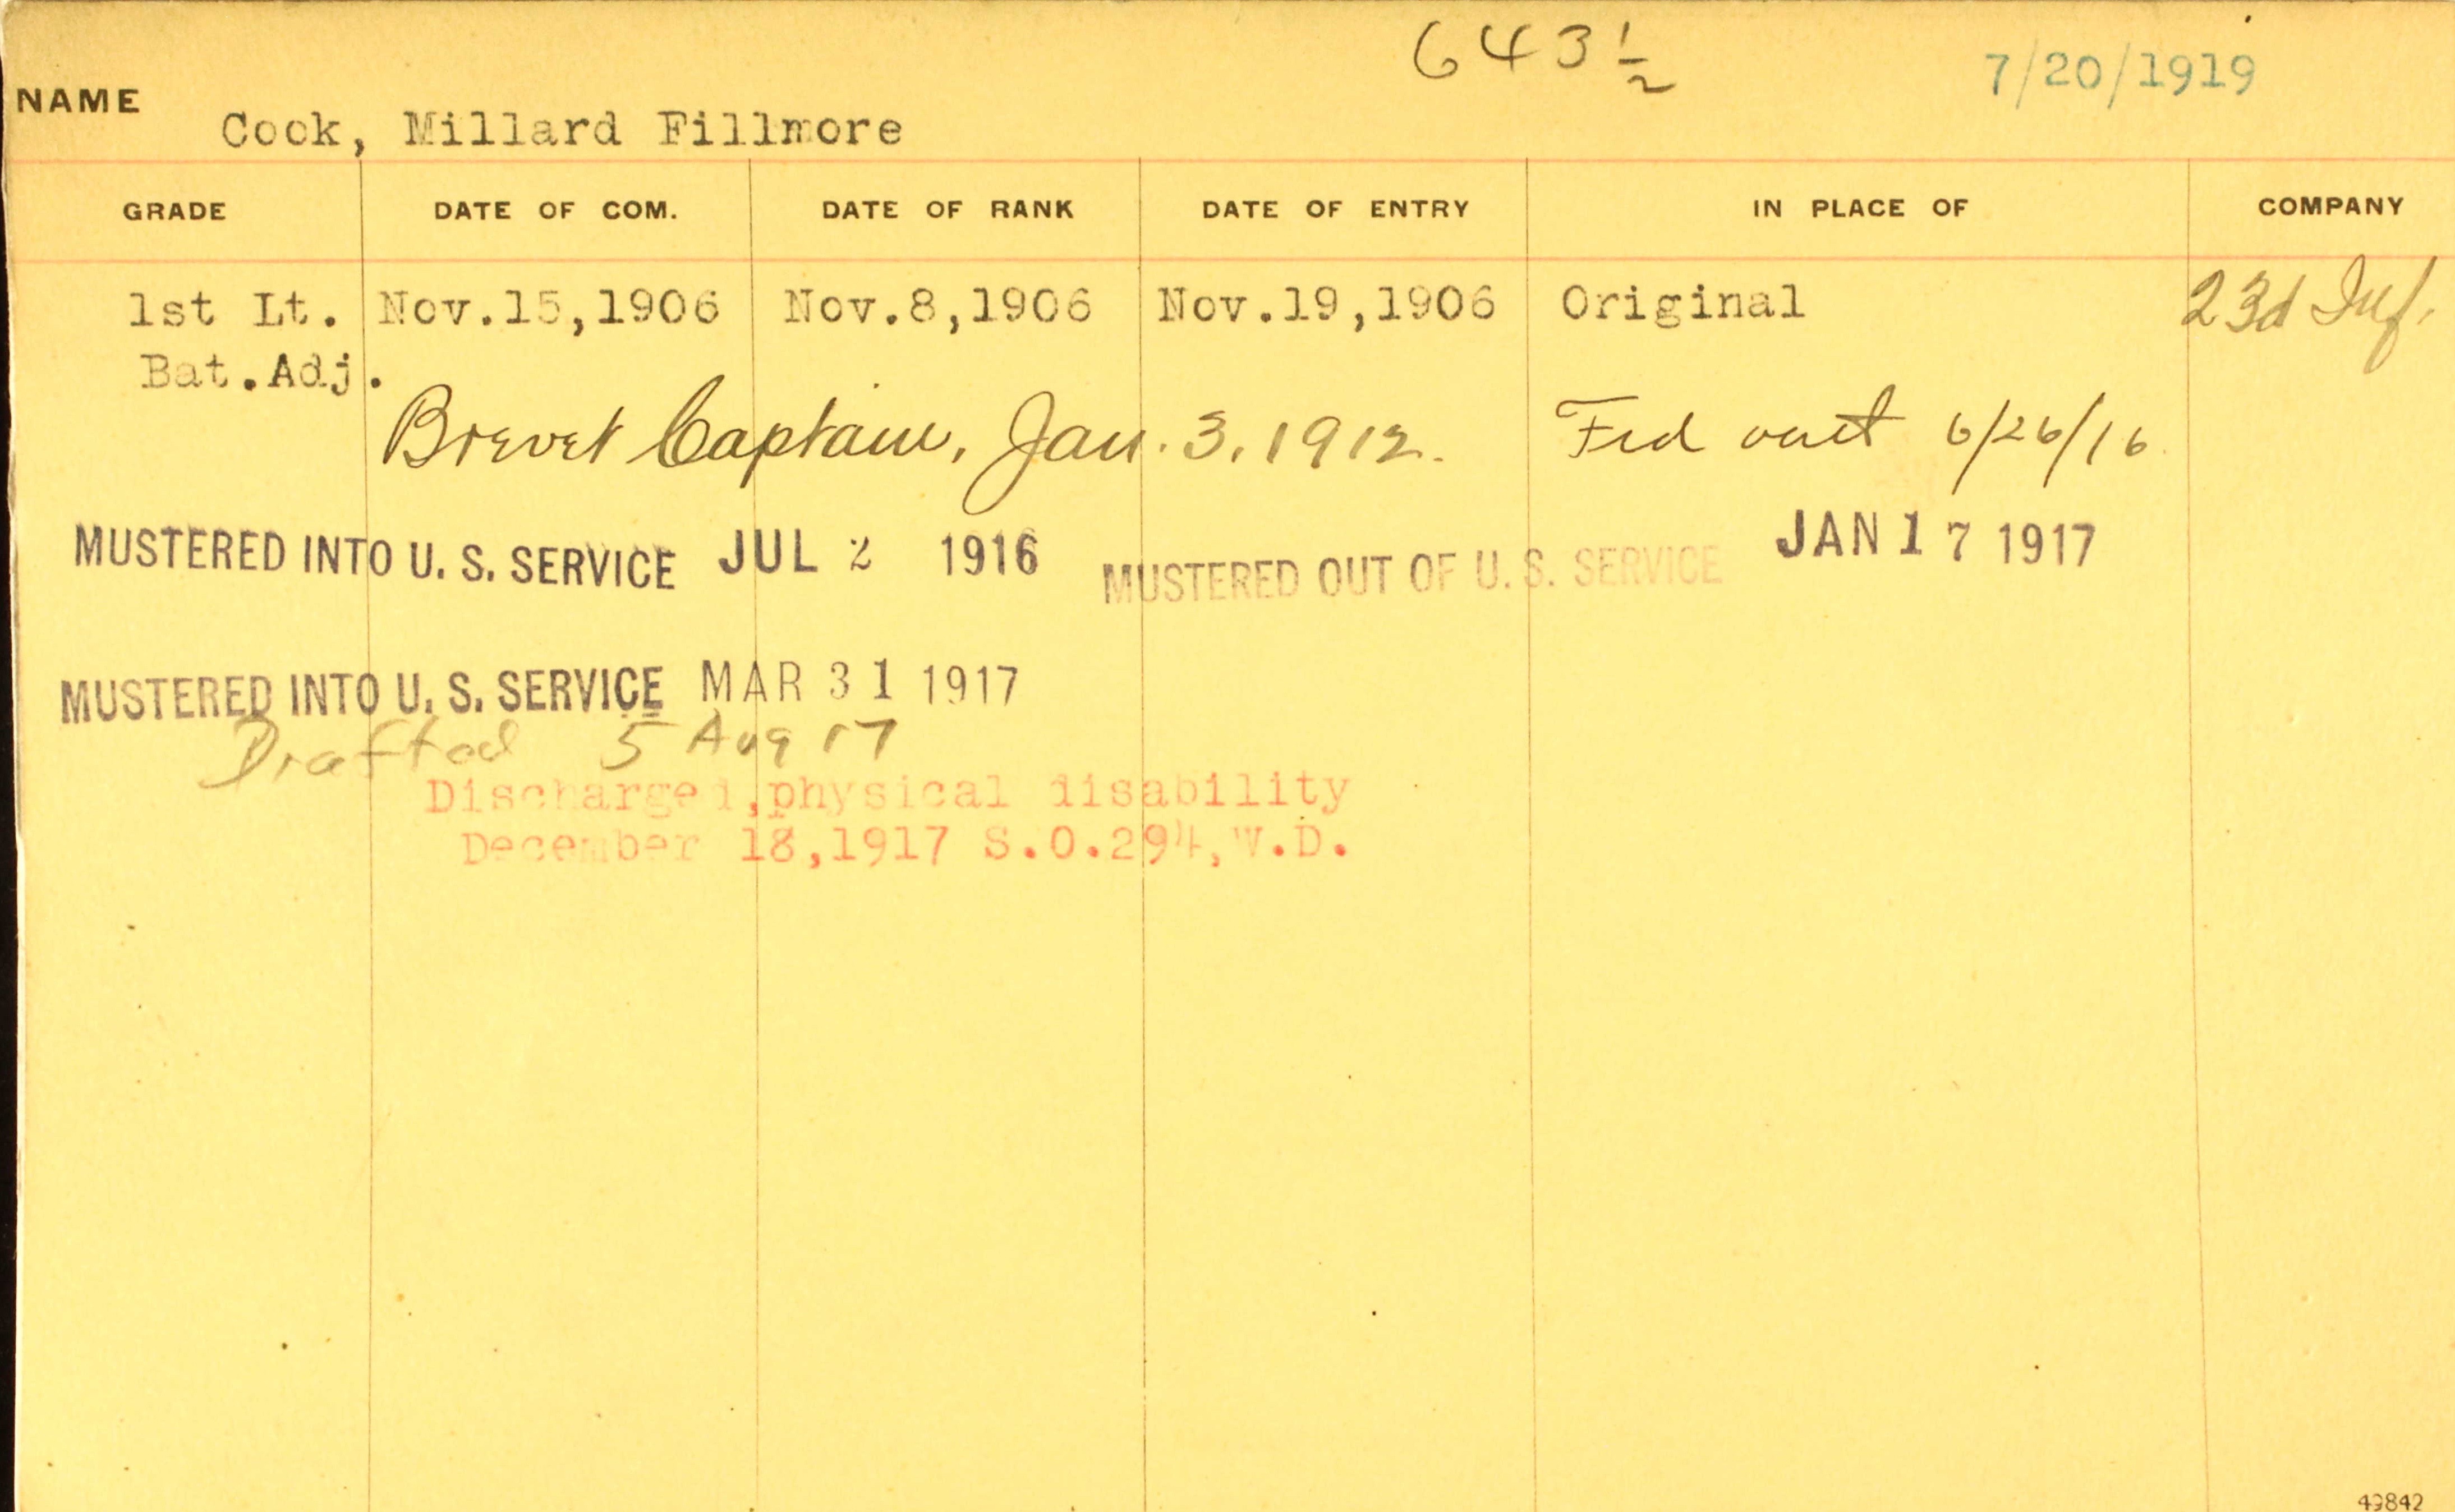 643 1/2
7/20/1919
NAME Cook, Millard Fillmore
GRADE DATE OF COM. DATE OF RANK DATE OF ENTRY IN PLACE OF COMPANY
1st Lt. Nov.15,1906 Nov.8,1906 Nov.19,1906 Original 23d Inf.
Bat.Adj.
Brevet Captain, Jan. 3. 1912. Fed 6/26/16
MUSTERED INTO U. S. SERVICE JUL 2 1916 MUSTERED OUT OF U. S. SERVICE JAN 17 1917
MUSTERED INTO U. S. SERVICE MAR 31 1917
Drafted 5 Aug 17
Discharged,physical disability
December 18,1917 S.O.294,W.D.
49842